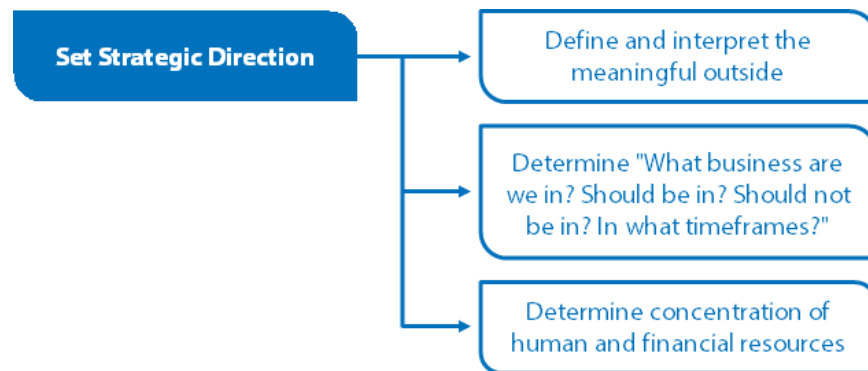 Set Strategic Direction
Define and interpret the
meaningful outside
Determine "What business are
we in? Should be in? Should not
be in? In what timeframes?"
Determine concentration of
human and financial resources